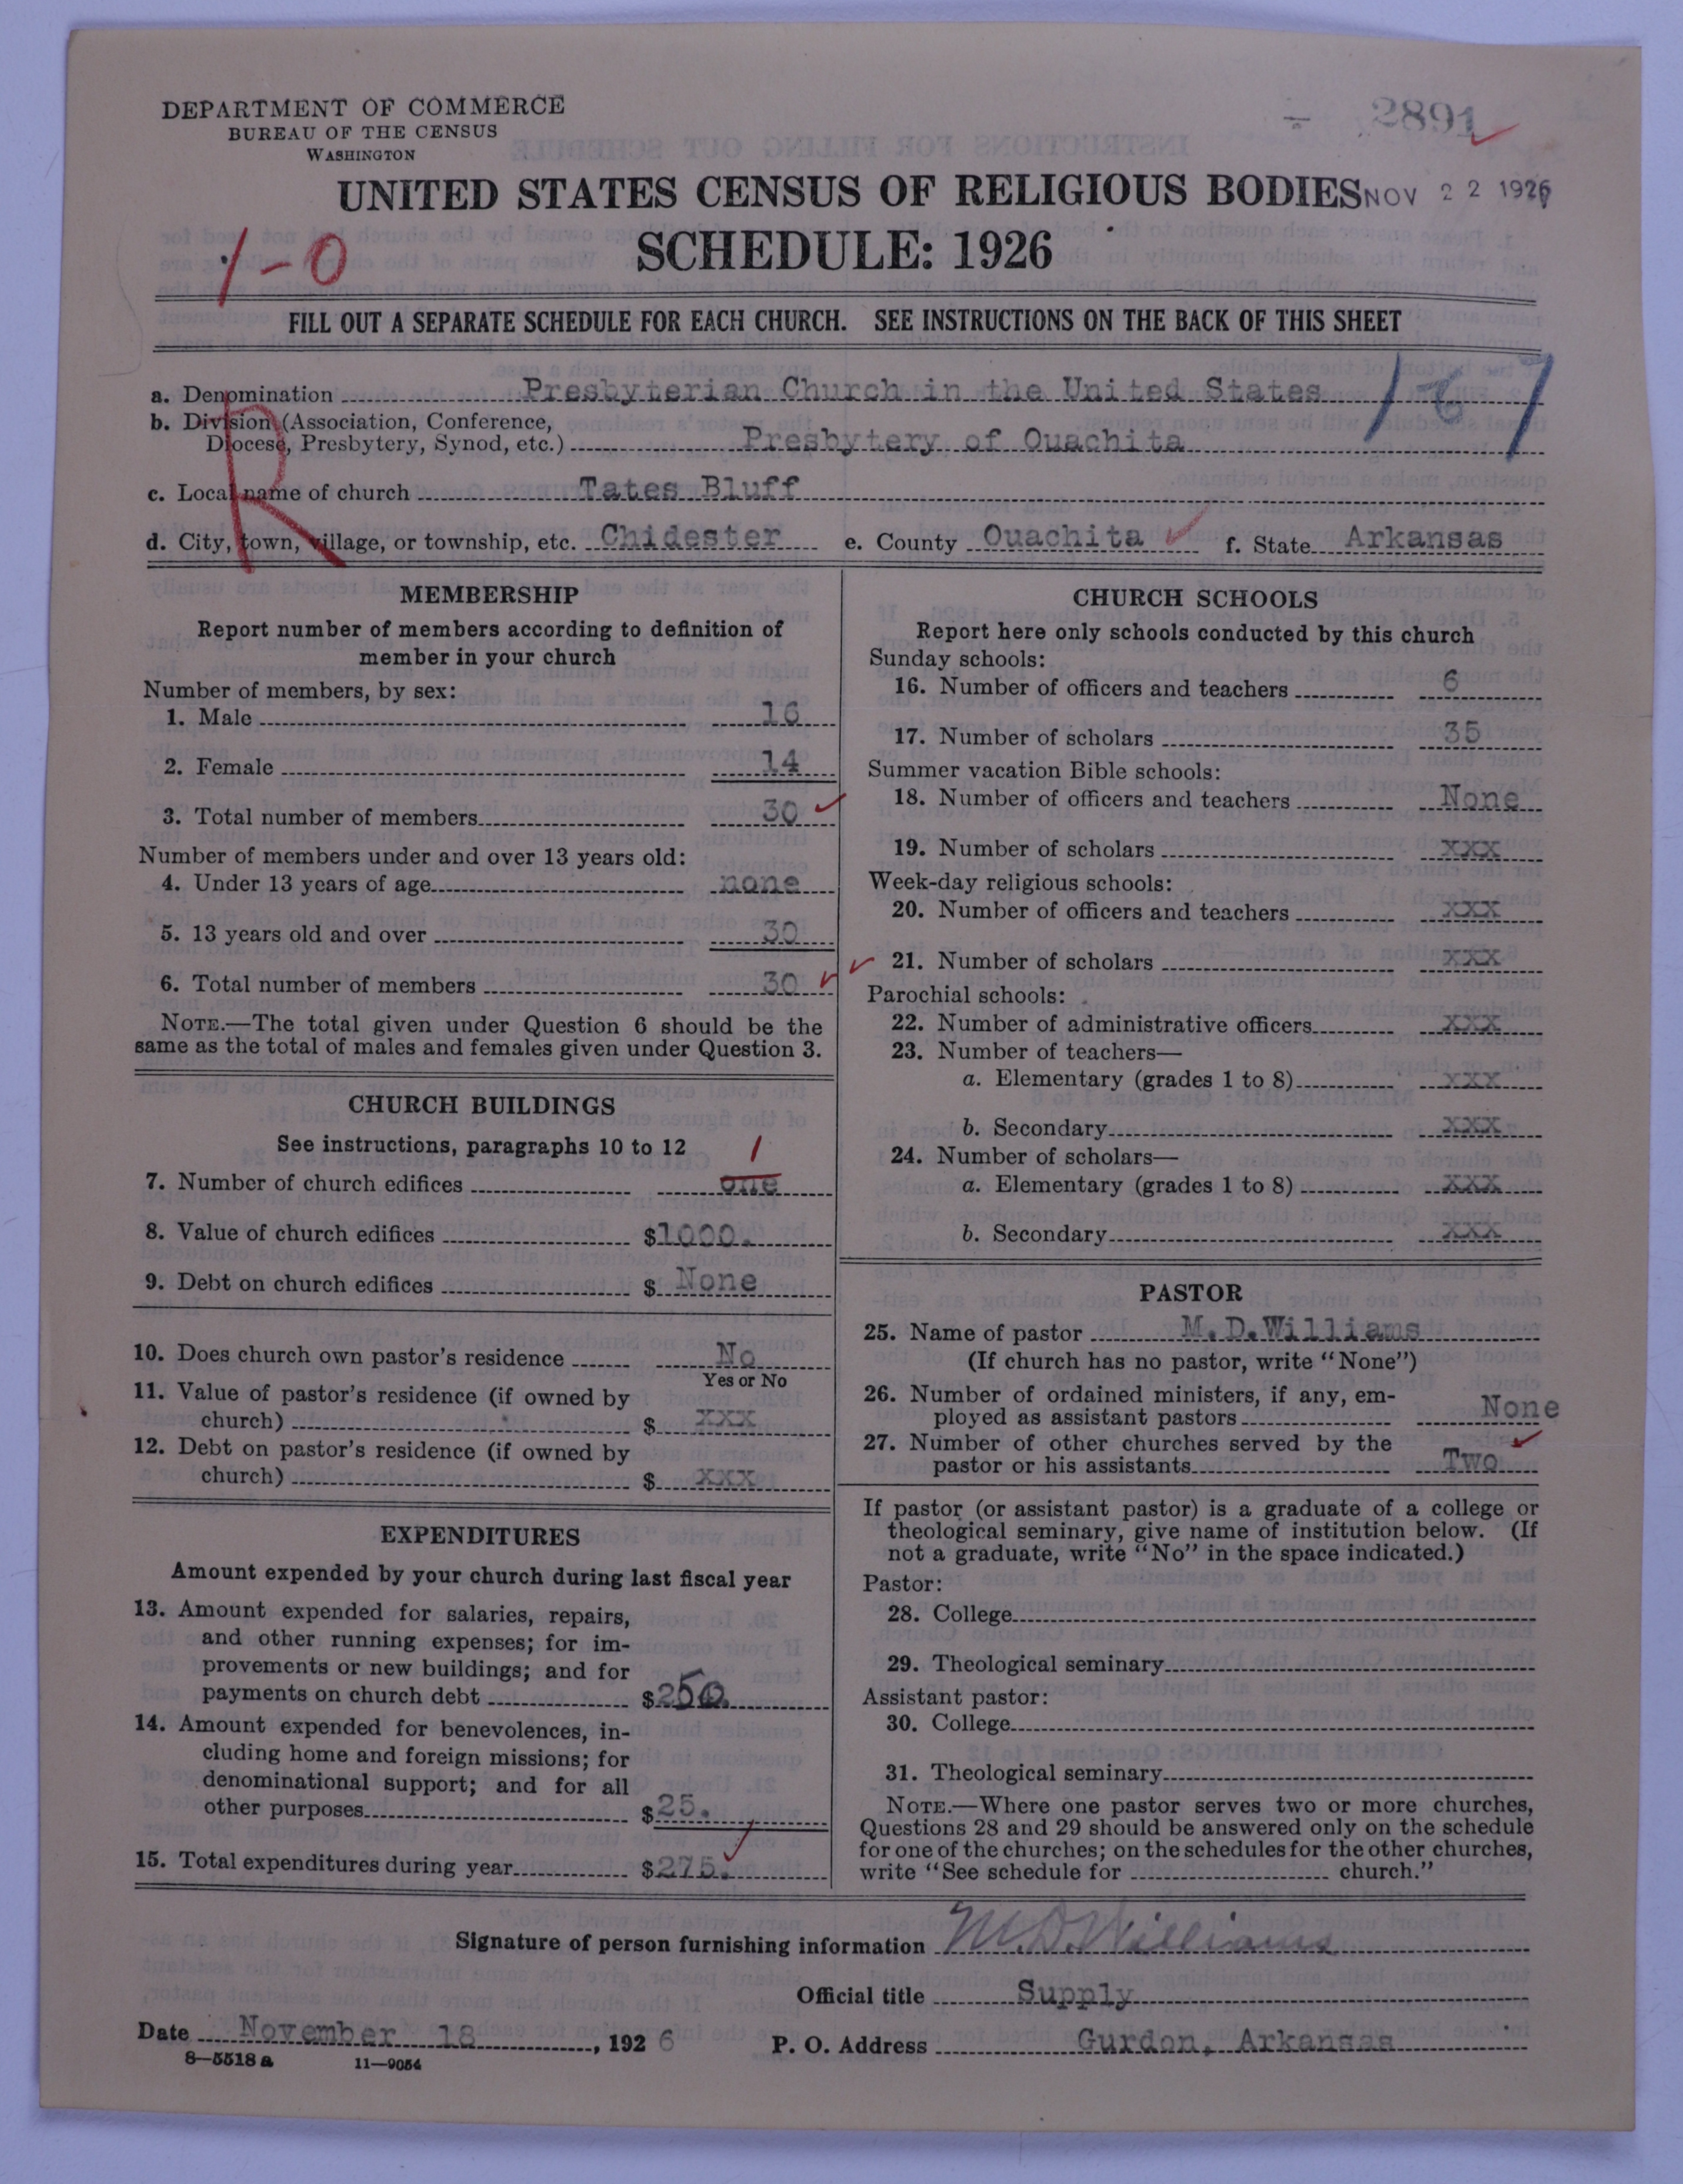 DEPARTMENT OF COMMERCE
BUREAU OF THE CENSUS
WASHINGTON
2891
UNITED STATES CENSUS OF RELIGIOUS BODIES
NOV 22 1926
SCHEDULE: 1926
1-0
FILL OUT A SEPARATE SCHEDULE FOR EACH CHURCH. SEE INSTRUCTIONS ON THE BACK OF THIS SHEET
a. Denomination Presbyterian Church in the United States
b. Division (Association, Conference,
Diocese, Presbytery, Synod, etc.) Presbytery of Ouachita
R
c. Local name of church Tates Bluff
d. City, town, village, or township, etc. Chidester e. County Ouachita f. State Arkansas
MEMBERSHIP
Report number of members according to definition of
member in your church
Number of members, by sex:
1. Male 16
2. Female 14
3. Total number of members 30
Number of members under and over 13 years old:
4. Under 13 years of age none
5. 13 years old and over 30
6. Total number of members 30
NOTE.—The total given under Question 6 should be the
same as the total of males and females given under Question 3.
CHURCH BUILDINGS
See instructions, paragraphs 10 to 12
1
7. Number of church edifices one
8. Value of church edifices $1000.
9. Debt on church edifices $ None
10. Does church own pastor's residence No
Yes or No
11. Value of pastor's residence (if owned by
church) $ xxx
12. Debt on pastor's residence (if owned by
church) $ xxx
EXPENDITURES
Amount expended by your church during last fiscal year
13. Amount expended for salaries, repairs,
and other running expenses; for im-
provements or new buildings; and for
payments on church debt $250.
14. Amount expended for benevolences, in-
cluding home and foreign missions; for
denominational support; and for all
other purposes $25.
15. Total expenditures during year $275.
CHURCH SCHOOLS
Report here only schools conducted by this church
Sunday schools:
16. Number of officers and teachers 6
17. Number of scholars 35
Summer vacation Bible schools:
18. Number of officers and teachers None
19. Number of scholars xxx
Week-day religious schools:
20. Number of officers and teachers xxx
21. Number of scholars xxx
Parochial schools:
22. Number of administrative officers xxx
23. Number of teachers—
a. Elementary (grades 1 to 8) xxx
b. Secondary xxx
24. Number of scholars—
a. Elementary (grades 1 to 8) xxx
b. Secondary xxx
PASTOR
25. Name of pastor M.D.Williams
(If church has no pastor, write "None")
26. Number of ordained ministers, if any, em-
ployed as assistant pastors None
27. Number of other churches served by the
pastor or his assistants Two
If pastor (or assistant pastor) is a graduate of a college or
theological seminary, give name of institution below. (If
not a graduate, write "No" in the space indicated.)
Pastor:
28. College
29. Theological seminary
Assistant pastor:
30. College
31. Theological seminary
NOTE.—Where one pastor serves two or more churches,
Questions 28 and 29 should be answered only on the schedule
for one of the churches; on the schedules for the other churches,
write "See schedule for church."
Signature of person furnishing information M.D.Williams
Official title Supply
Date November 18, 1926 P. O. Address Gurdon, Arkansas
8—5518 a 11—9054